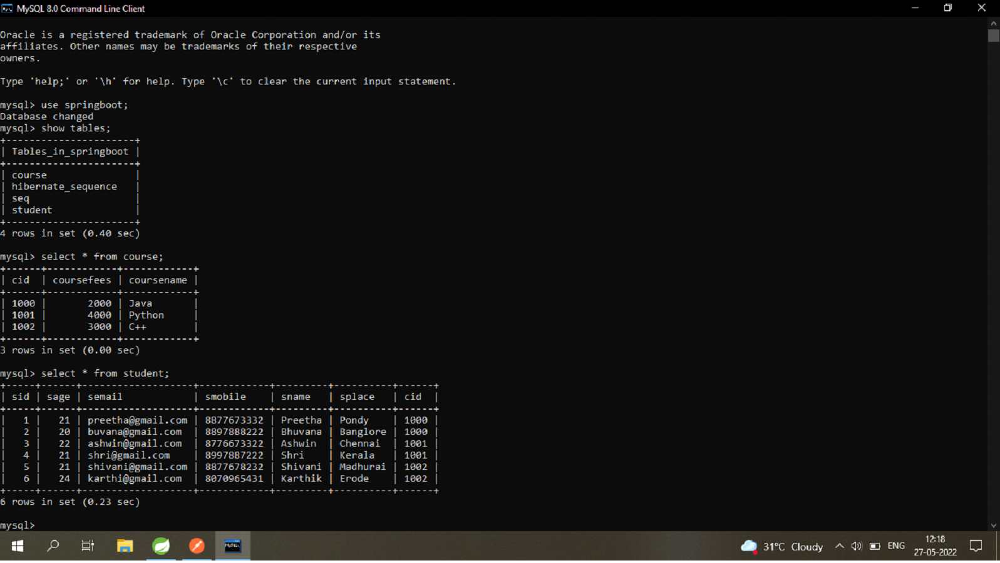 MySQL 8.0 Command Line Client
Oracle is a registered trademark of Oracle Corporation and/or its
affiliates. Other names may be trademarks of their respective
owners.
Type 'help;' or '\h' for help. Type '\c' to clear the current input statement.
mysql> use springboot;
Database changed
mysql> show tables;
+----------------------+
| Tables_in_springboot |
+----------------------+
| course               |
| hibernate_sequence   |
| seq                  |
| student              |
+----------------------+
4 rows in set (0.40 sec)
mysql> select * from course;
+------+------------+------------+
| cid  | coursefees | coursename |
+------+------------+------------+
| 1000 |       2000 | Java       |
| 1001 |       4000 | Python     |
| 1002 |       3000 | C++        |
+------+------------+------------+
3 rows in set (0.00 sec)
mysql> select * from student;
+-----+------+-------------------+------------+---------+----------+------+
| sid | sage | semail            | smobile    | sname   | splace   | cid  |
+-----+------+-------------------+------------+---------+----------+------+
|   1 |   21 | preetha@gmail.com | 8877673332 | Preetha | Pondy    | 1000 |
|   2 |   20 | buvana@gmail.com  | 8897888222 | Bhuvana | Banglore | 1000 |
|   3 |   22 | ashwin@gmail.com  | 8776673322 | Ashwin  | Chennai  | 1001 |
|   4 |   21 | shri@gmail.com    | 8997887222 | Shri    | Kerala   | 1001 |
|   5 |   21 | shivani@gmail.com | 8877678232 | Shivani | Madhurai | 1002 |
|   6 |   24 | karthi@gmail.com  | 8070965431 | Karthik | Erode    | 1002 |
+-----+------+-------------------+------------+---------+----------+------+
6 rows in set (0.23 sec)
mysql>
MySQL
31°C Cloudy
ENG
12:18
27-05-2022